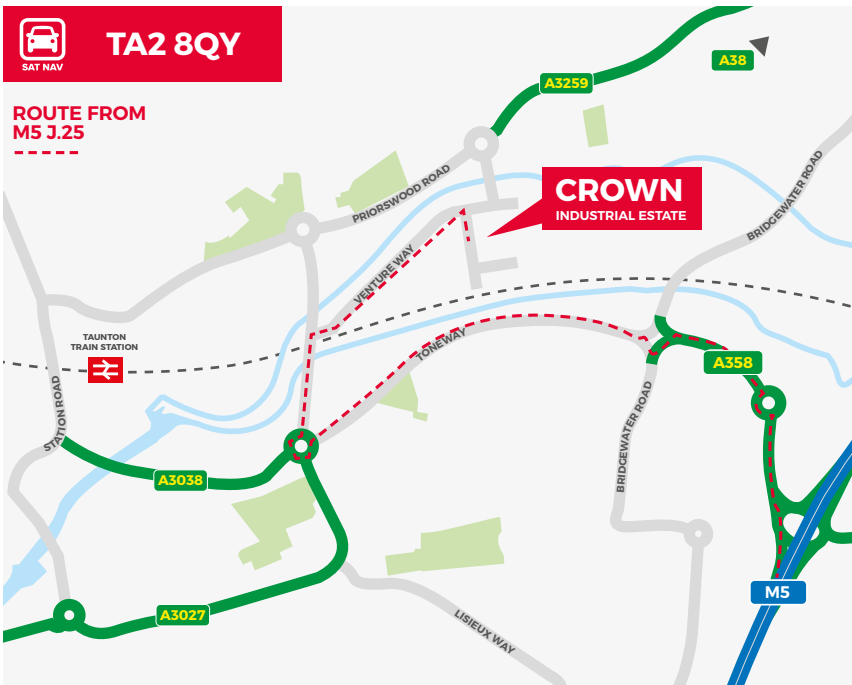 SAT NAV
TA2 8QY
ROUTE FROM
M5 J.25
A38
A3259
PRIORSWOOD ROAD
CROWN
INDUSTRIAL ESTATE
BRIDGEWATER ROAD
VENTURE WAY
TAUNTON
TRAIN STATION
TONEWAY
A358
STATION ROAD
BRIDGEWATER ROAD
A3038
M5
A3027
LISIEUX WAY